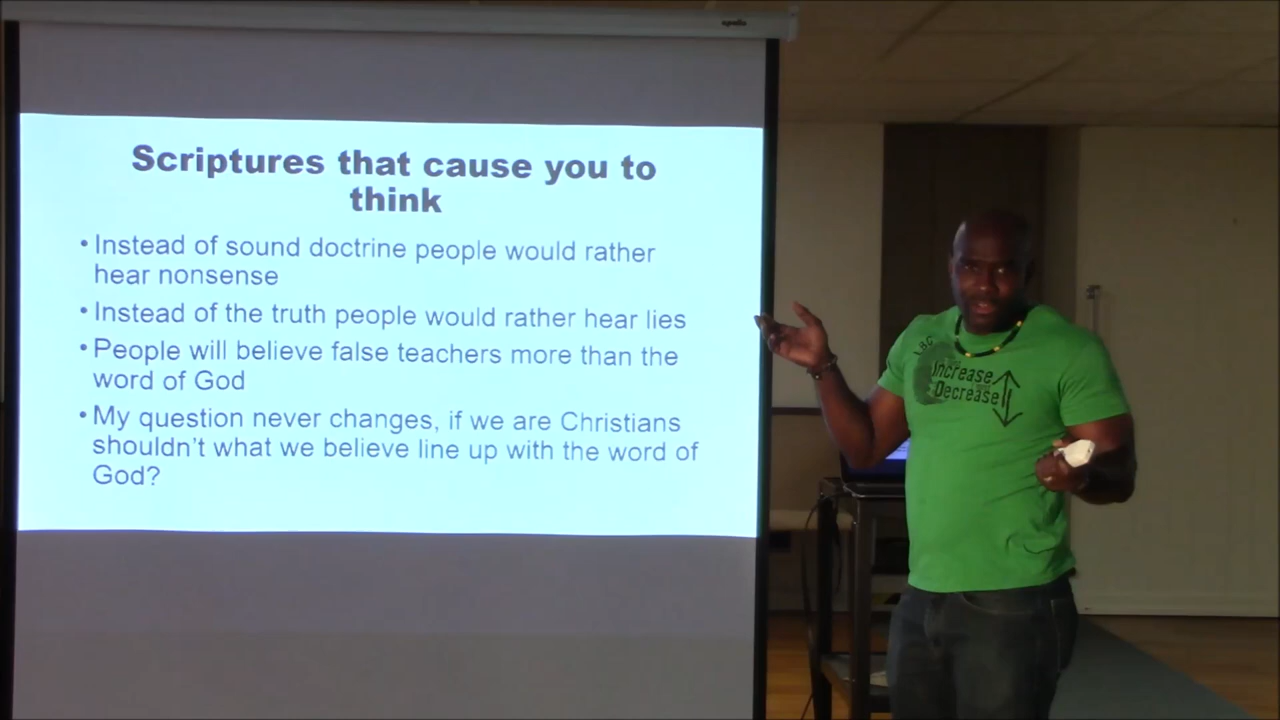 apollo
Scriptures that cause you to
think
• Instead of sound doctrine people would rather
hear nonsense
• Instead of the truth people would rather hear lies
• People will believe false teachers more than the
word of God
• My question never changes, if we are Christians
shouldn't what we believe line up with the word of
God?
LBC
Increase
Decrease